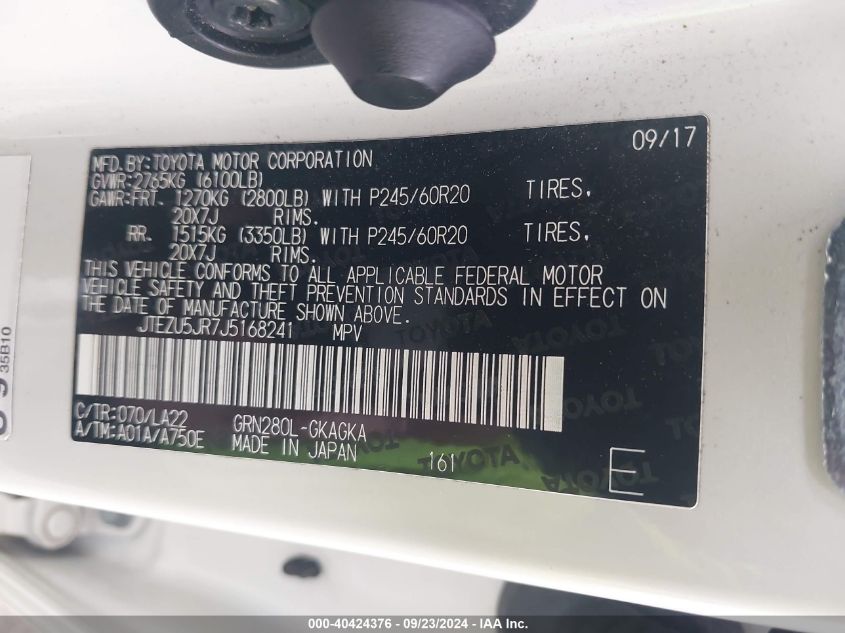 09/17
MFD.BY:TOYOTA MOTOR CORPORATION
GVWR:2765KG (6100LB)
GAWR:FRT. 1270KG (2800LB) WITH P245/60R20 TIRES,
20X7J RIMS.
RR. 1515KG (3350LB) WITH P245/60R20 TIRES,
20X7J RIMS.
THIS VEHICLE CONFORMS TO ALL APPLICABLE FEDERAL MOTOR
VEHICLE SAFETY AND THEFT PREVENTION STANDARDS IN EFFECT ON
THE DATE OF MANUFACTURE SHOWN ABOVE.
JTEZU5JR7J5168241 MPV
C/TR:070/LA22 GRN280L-GKAGKA
A/TM:A01A/A750E MADE IN JAPAN 161 E
35B10
000-40424376 - 09/23/2024 - IAA, Inc.